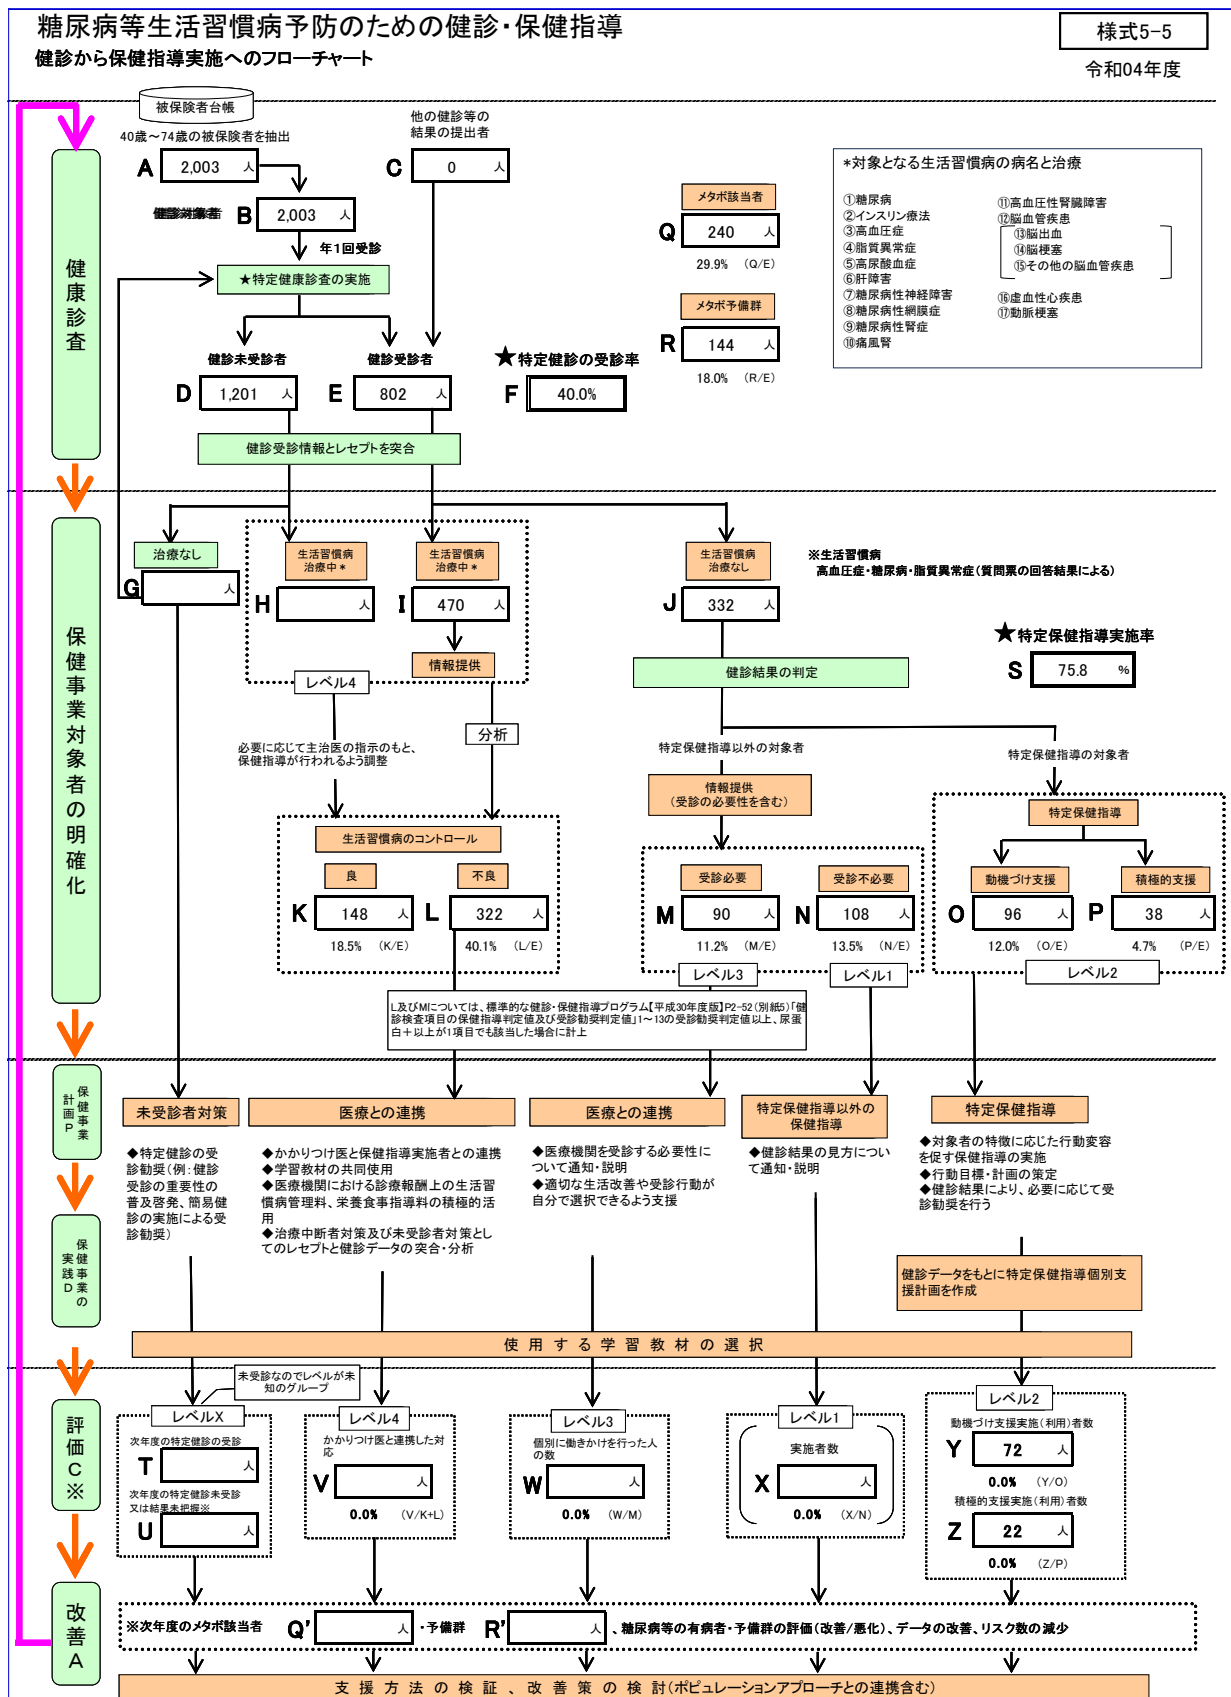 糖尿病等生活習慣病予防のための健診・保健指導
様式5-5
健診から保健指導実施へのフローチャート
令和04年度
被保険者台帳
40歳～74歳の被保険者を抽出
他の健診等の
結果の提出者
A 2,003 人
C 0 人
健診対象者
B 2,003 人
年1回受診
★特定健康診査の実施
健診未受診者
健診受診者
★特定健診の受診率
D 1,201 人
E 802 人
F 40.0%
健診受診情報とレセプトを突合
メタボ該当者
Q 240 人
29.9% (Q/E)
メタボ予備群
R 144 人
18.0% (R/E)
*対象となる生活習慣病の病名と治療
①糖尿病
②インスリン療法
③高血圧症
④脂質異常症
⑤高尿酸血症
⑥肝障害
⑦糖尿病性神経障害
⑧糖尿病性網膜症
⑨糖尿病性腎症
⑩痛風腎
⑪高血圧性腎臓障害
⑫脳血管疾患
⑬脳出血
⑭脳梗塞
⑮その他の脳血管疾患
⑯虚血性心疾患
⑰動脈梗塞
健康診査
保健事業対象者の明確化
治療なし
G 人
生活習慣病
治療中*
H 人
生活習慣病
治療中*
I 470 人
情報提供
レベル4
生活習慣病
治療なし
J 332 人
※生活習慣病
高血圧症・糖尿病・脂質異常症(質問票の回答結果による)
★特定保健指導実施率
S 75.8 %
健診結果の判定
必要に応じて主治医の指示のもと、
保健指導が行われるよう調整
分析
特定保健指導以外の対象者
特定保健指導の対象者
情報提供
(受診の必要性を含む)
生活習慣病のコントロール
良
不良
K 148 人
L 322 人
18.5% (K/E)
40.1% (L/E)
受診必要
受診不必要
M 90 人
N 108 人
11.2% (M/E)
13.5% (N/E)
レベル3
レベル1
特定保健指導
動機づけ支援
積極的支援
O 96 人
P 38 人
12.0% (O/E)
4.7% (P/E)
レベル2
L及びMについては、標準的な健診・保健指導プログラム【平成30年度版】P2-52(別紙5)「健
診検査項目の保健指導判定値及び受診勧奨判定値」1～13の受診勧奨判定値以上、尿蛋
白＋以上が1項目でも該当した場合に計上
保健事業
計画P
未受診者対策
◆特定健診の受
診勧奨(例:健診
受診の重要性の
普及啓発、簡易健
診の実施による受
診勧奨)
医療との連携
◆かかりつけ医と保健指導実施者との連携
◆学習教材の共同使用
◆医療機関における診療報酬上の生活習
慣病管理料、栄養食事指導料の積極的活
用
◆治療中断者対策及び未受診者対策とし
てのレセプトと健診データの突合・分析
医療との連携
◆医療機関を受診する必要性に
ついて通知・説明
◆適切な生活改善や受診行動が
自分で選択できるよう支援
特定保健指導以外の
保健指導
◆健診結果の見方につい
て通知・説明
特定保健指導
◆対象者の特徴に応じた行動変容
を促す保健指導の実施
◆行動目標・計画の策定
◆健診結果により、必要に応じて受
診勧奨を行う
保健事業の
実践D
健診データをもとに特定保健指導個別支
援計画を作成
使用する学習教材の選択
未受診なのでレベルが未
知のグループ
評価C※
レベルX
次年度の特定健診の受診
T 人
次年度の特定健診未受診
又は結果未把握※
U 人
レベル4
かかりつけ医と連携した対
応
V 人
0.0% (V/K+L)
レベル3
個別に働きかけを行った人
の数
W 人
0.0% (W/M)
レベル1
実施者数
X 人
0.0% (X/N)
レベル2
動機づけ支援実施(利用)者数
Y 72 人
0.0% (Y/O)
積極的支援実施(利用)者数
Z 22 人
0.0% (Z/P)
改善A
※次年度のメタボ該当者 Q' 人 ・予備群 R' 人 、糖尿病等の有病者・予備群の評価(改善/悪化)、データの改善、リスク数の減少
支援方法の検証、改善策の検討(ポピュレーションアプローチとの連携含む)